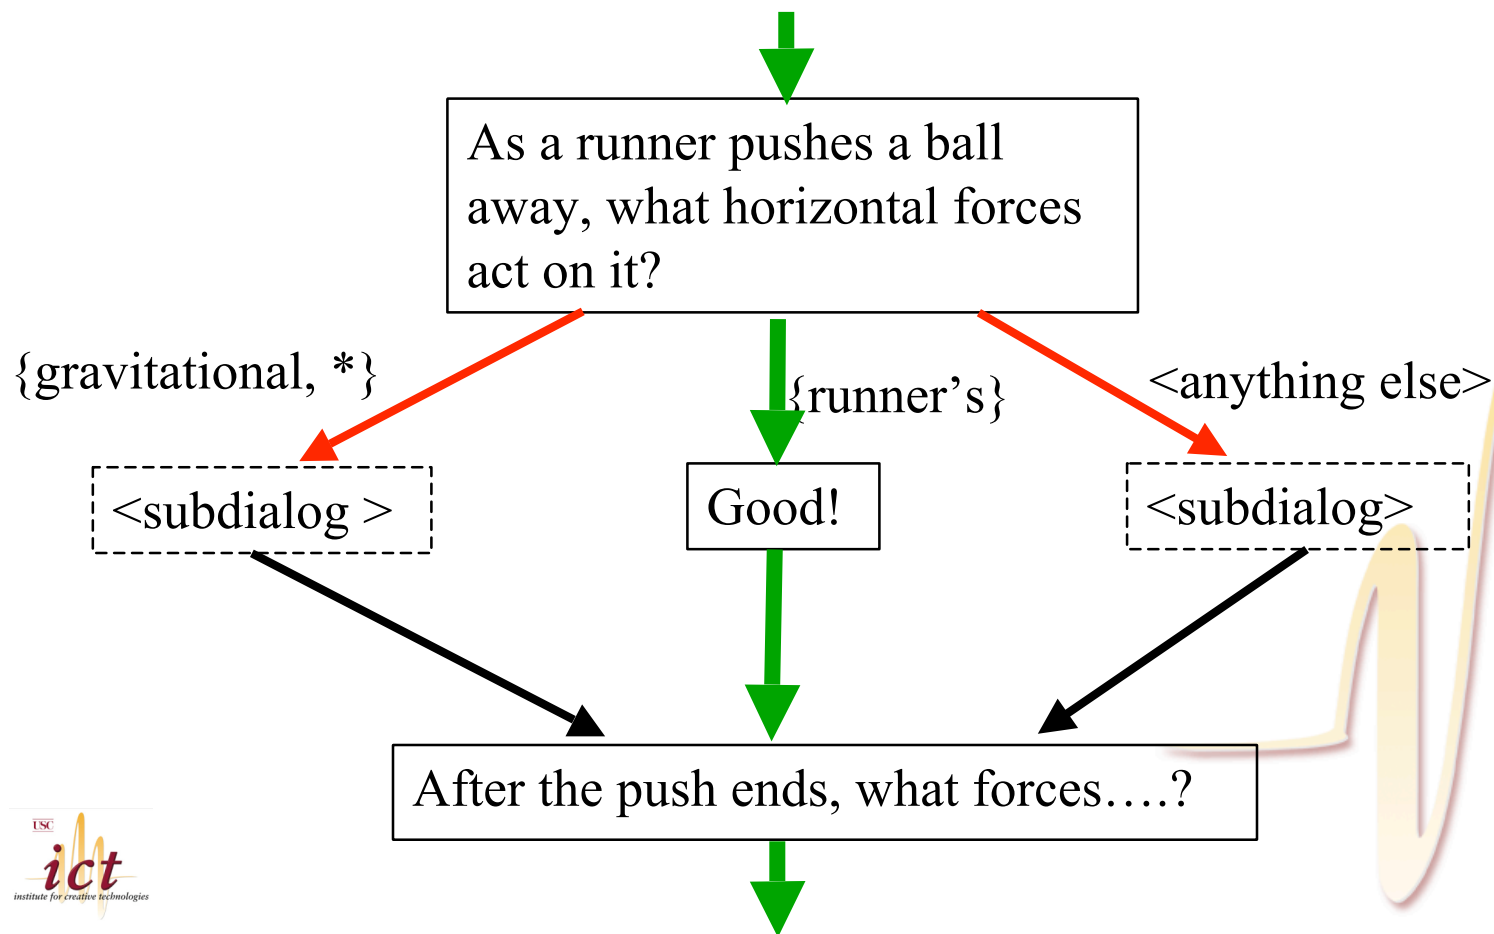 As a runner pushes a ball
away, what horizontal forces
act on it?
{gravitational, *}
{runner’s}
<anything else>
<subdialog >
Good!
<subdialog>
After the push ends, what forces….?
USC
ict
institute for creative technologies